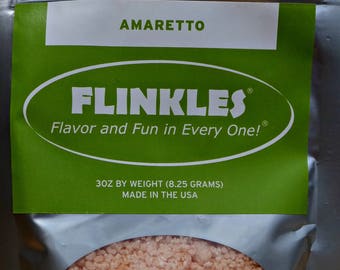 AMARETTO
FLINKLES®
Flavor and Fun in Every One!®
3OZ BY WEIGHT (8.25 GRAMS)
MADE IN THE USA